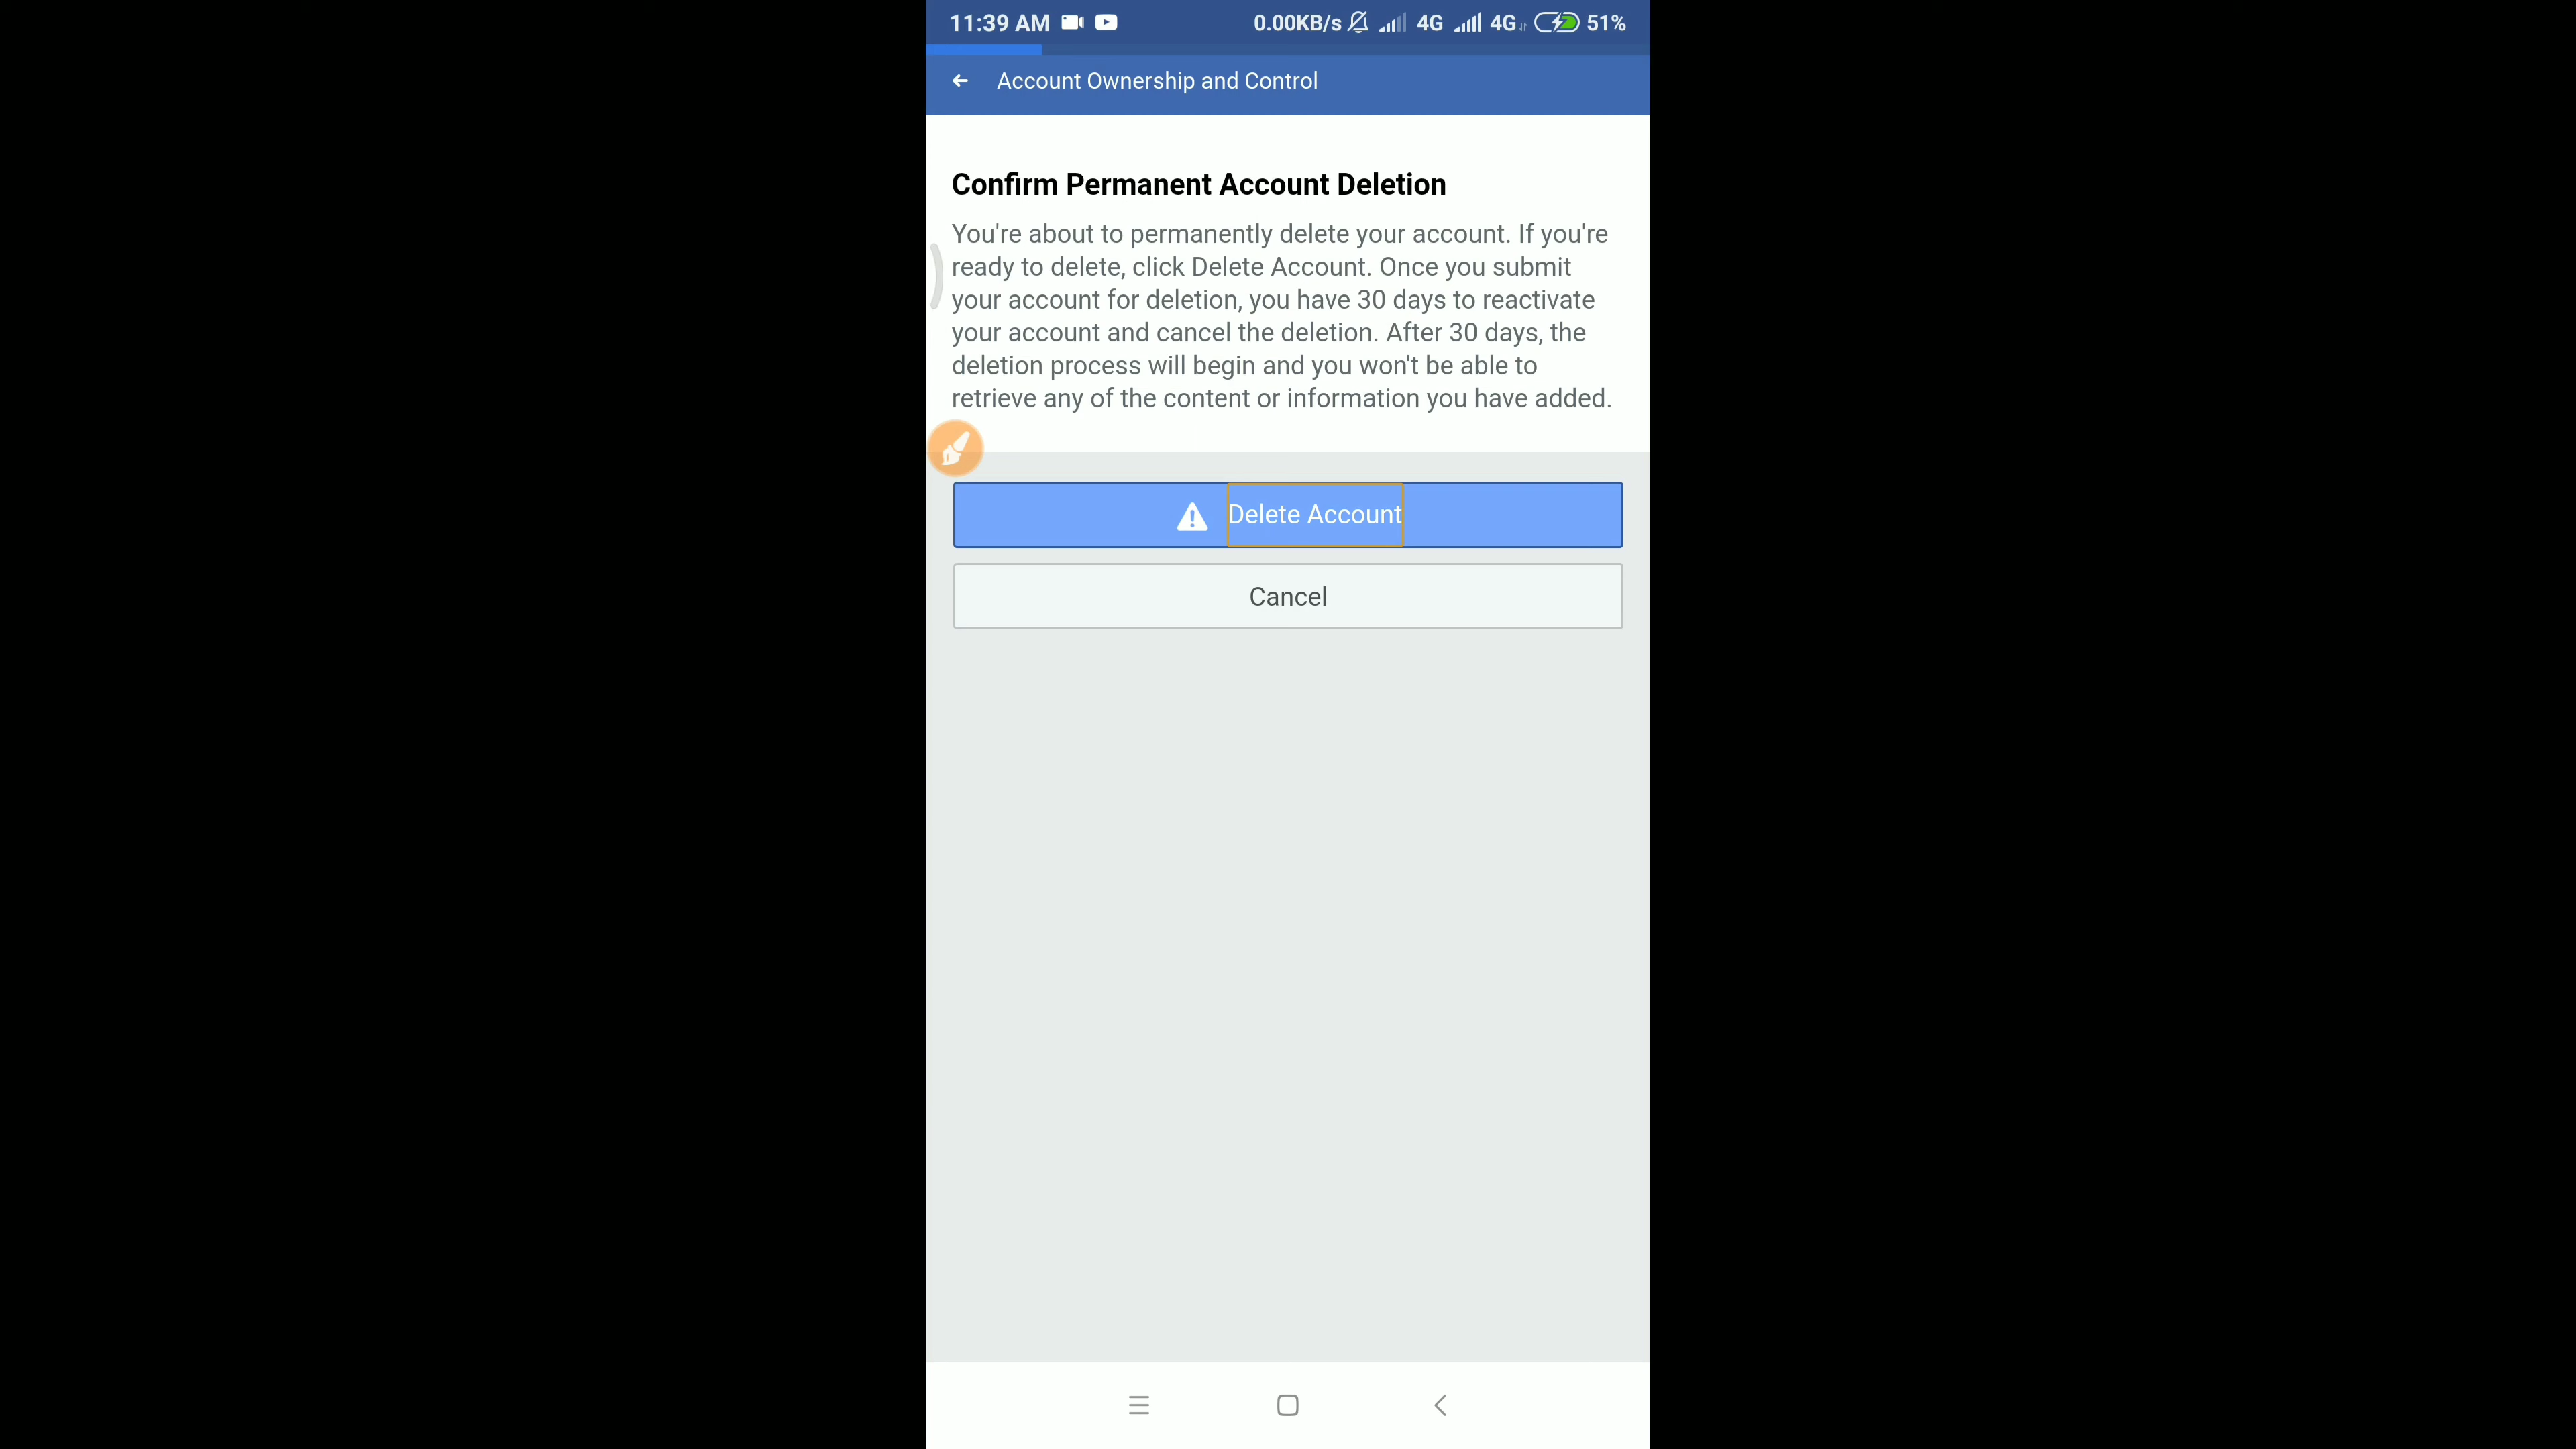 11:39 AM 0.00KB/s 4G 4G 51%
Account Ownership and Control
Confirm Permanent Account Deletion
You're about to permanently delete your account. If you're
ready to delete, click Delete Account. Once you submit
your account for deletion, you have 30 days to reactivate
your account and cancel the deletion. After 30 days, the
deletion process will begin and you won't be able to
retrieve any of the content or information you have added.
Delete Account
Cancel